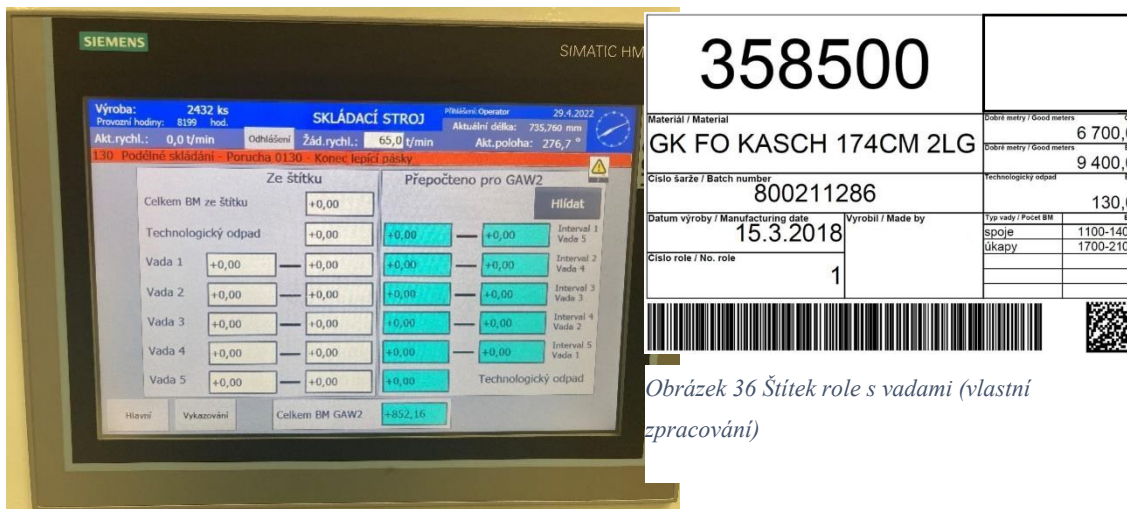 SIEMENS
SIMATIC HM
Výroba: 2432 ks
Provozní hodiny: 8199 hod.
SKLÁDACÍ STROJ
Přihlášení: Operator 29.4.2022
Aktuální délka: 735,760 mm
Akt.rychl.: 0,0 t/min
Odhlášení
Žád.rychl.: 65,0 t/min
Akt.poloha: 276,7 °
130 Podélné skládání - Porucha 0130 - Konec lepící pásky
Ze štítku
Přepočteno pro GAW2
Celkem BM ze štítku +0,00
Hlídat
Technologický odpad +0,00 +0,00 — +0,00 Interval 1
Vada 5
Vada 1 +0,00 — +0,00 +0,00 — +0,00 Interval 2
Vada 4
Vada 2 +0,00 — +0,00 +0,00 — +0,00 Interval 3
Vada 3
Vada 3 +0,00 — +0,00 +0,00 — +0,00 Interval 4
Vada 2
Vada 4 +0,00 — +0,00 +0,00 — +0,00 Interval 5
Vada 1
Vada 5 +0,00 — +0,00 +0,00 Technologický odpad
Hlavní
Vykazování
Celkem BM GAW2 +852,16
358500
Materiál / Material
GK FO KASCH 174CM 2LG
Dobré metry / Good meters
6 700,
Dobré metry / Good meters
9 400,
Číslo šarže / Batch number
800211286
Technologický odpad
130,
Datum výroby / Manufacturing date
15.3.2018
Vyrobil / Made by
Typ vady / Počet BM
spoje 1100-140
úkapy 1700-210
Číslo role / No. role
1
Obrázek 36 Štítek role s vadami (vlastní
zpracování)